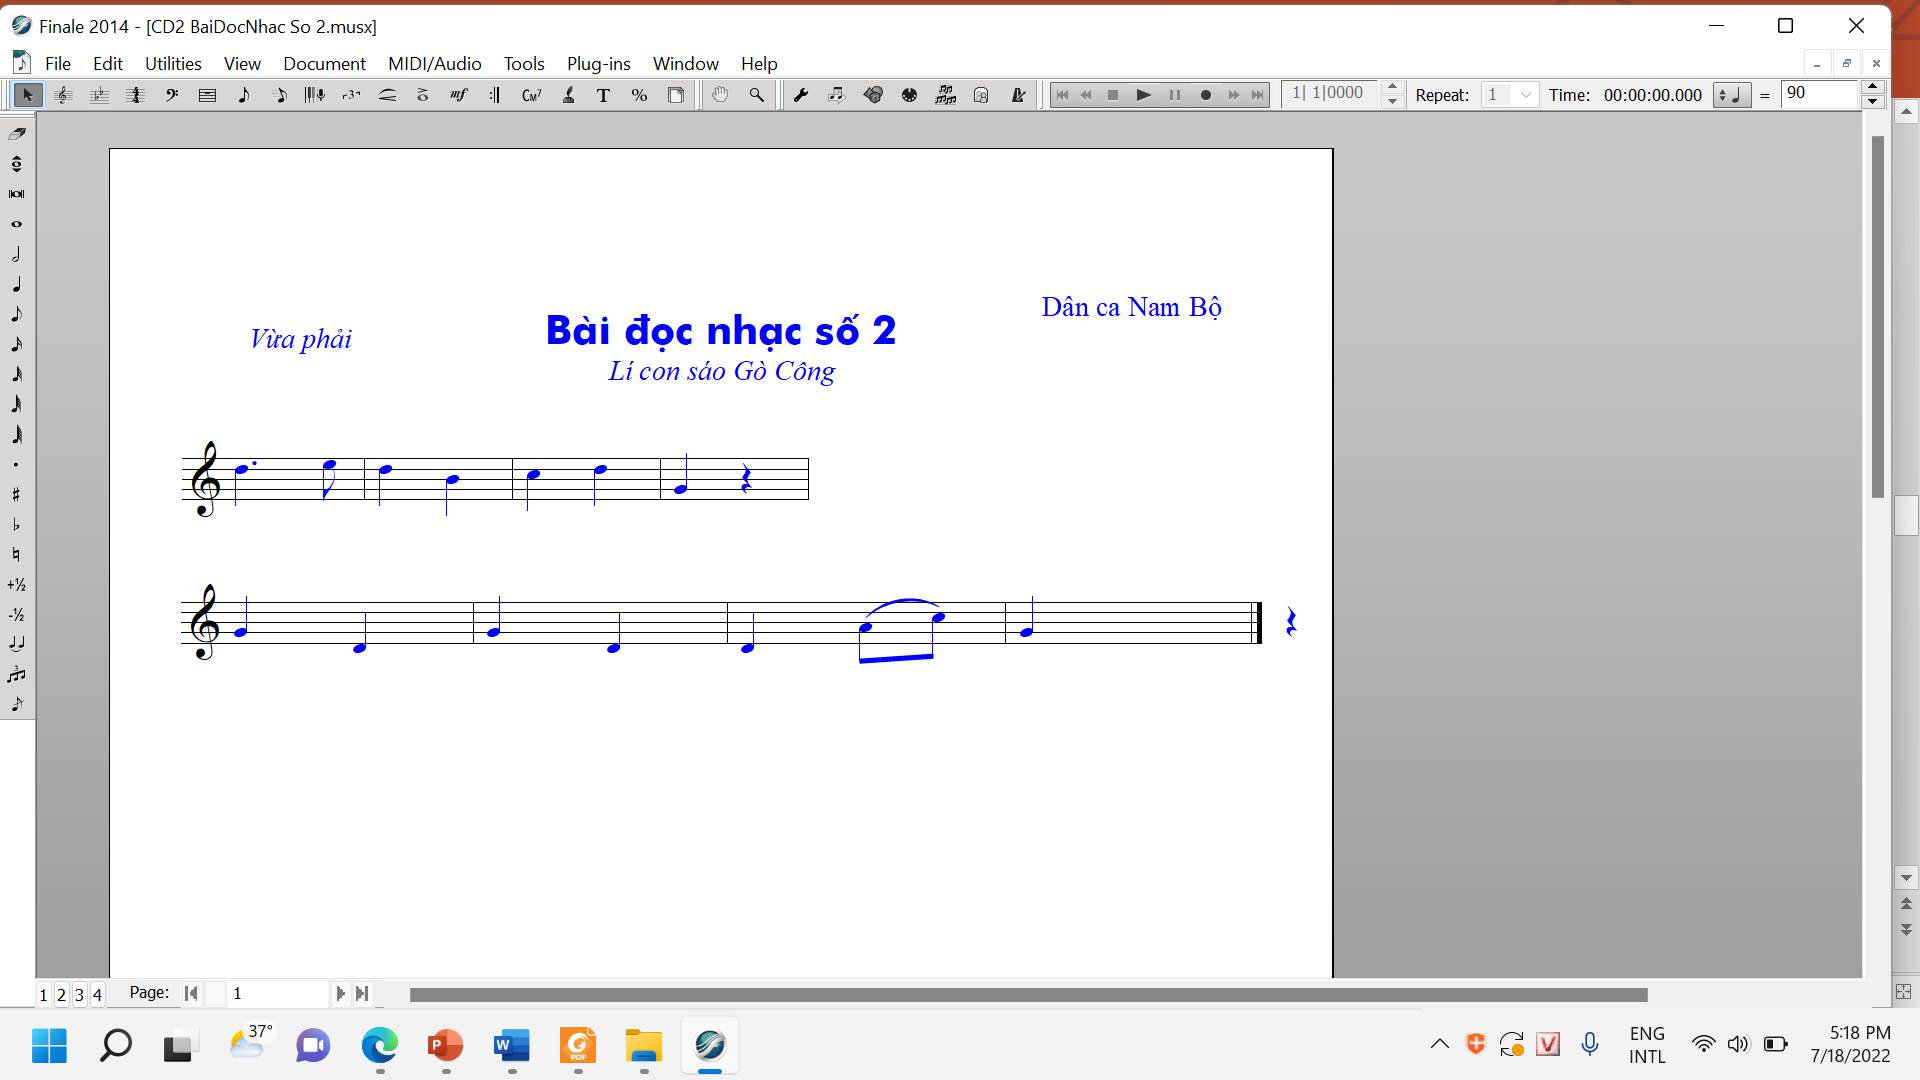 Finale 2014 - [CD2 BaiDocNhac So 2.musx]
File Edit Utilities View Document MIDI/Audio Tools Plug-ins Window Help
1| 1|0000 Repeat: 1 Time: 00:00:00.000 = 90
Dân ca Nam Bộ
Vừa phải
Bài đọc nhạc số 2
Lí con sáo Gò Công
1 2 3 4 Page: 1
37°
ENG
INTL
5:18 PM
7/18/2022